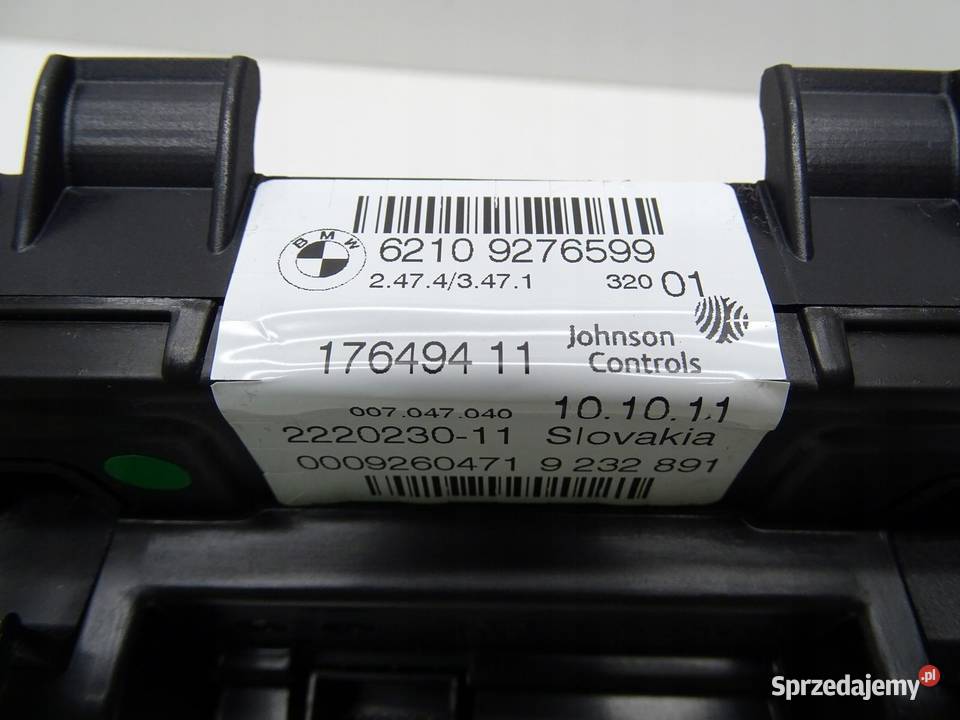 BMW
6210 9276599
2.47.4/3.47.1 320 01
Johnson
Controls
176494 11
007.047.040 10.10.11
2220230-11 Slovakia
0009260471 9 232 891
Sprzedajemy.pl